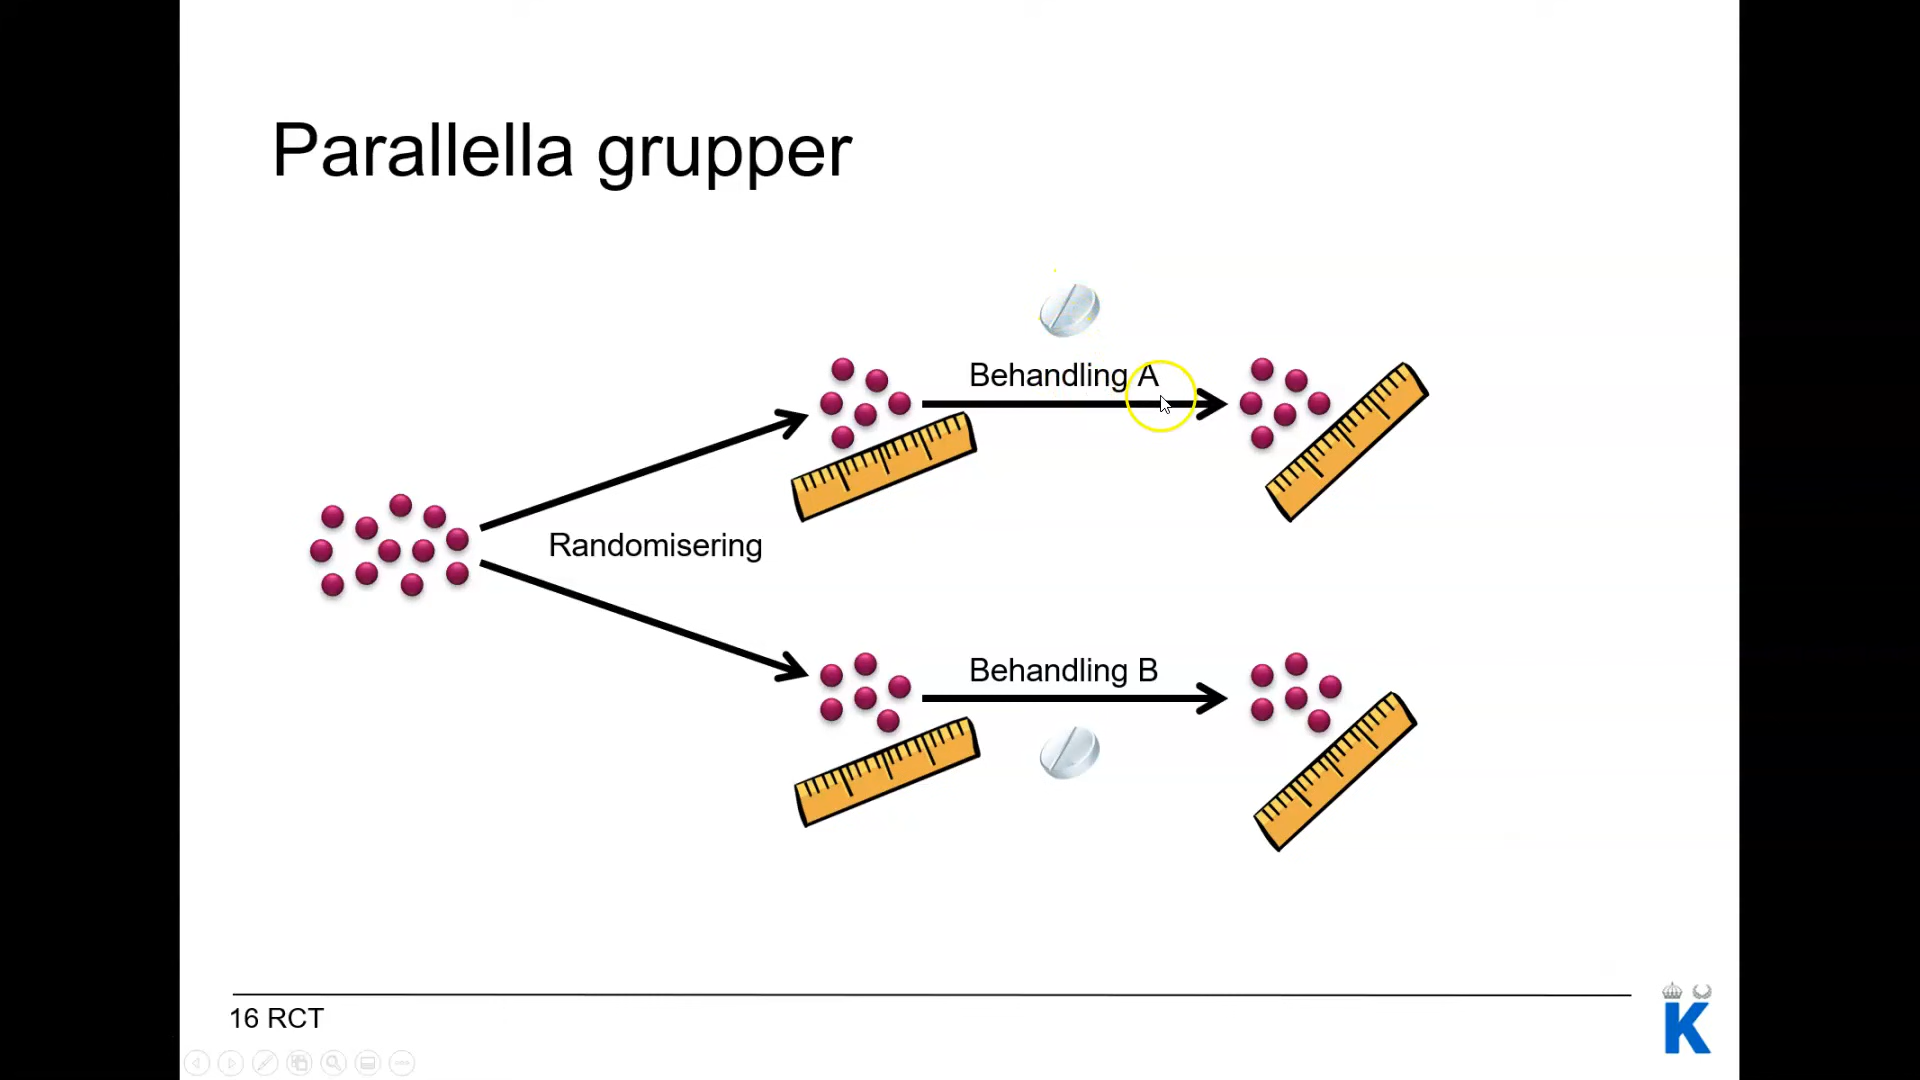 Parallella grupper
Behandling A
Randomisering
Behandling B
16 RCT
K